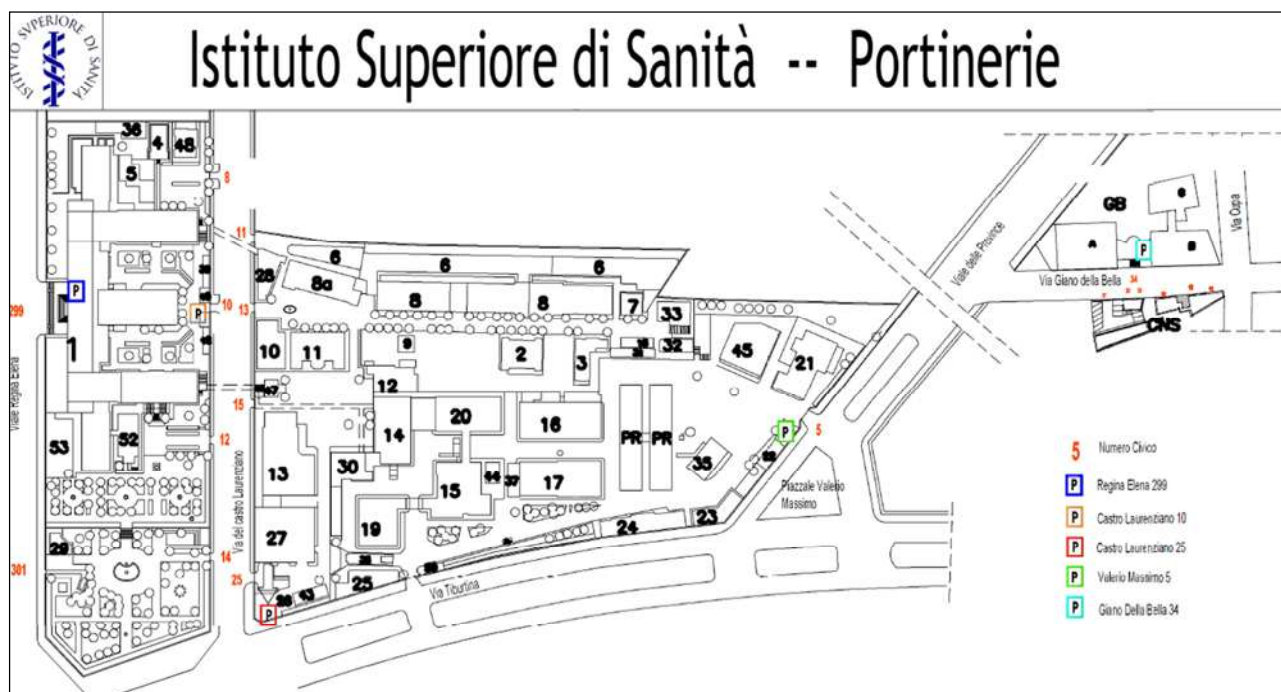 ISTITUTO SUPERIORE DI SANITÀ
Istituto Superiore di Sanità -- Portinerie
36
4
48
5
8
11
6
6
6
28
8a
8
8
7
33
P
299
10
P
13
1
10
11
9
2
3
32
45
21
Viale Regina Elena
12
47
15
12
53
52
14
20
16
PR
PR
35
P
5
13
30
15
44
37
17
Via del castro Laurenziano
19
27
24
23
Piazzale Valerio
Massimo
29
301
14
25
25
43
P
Via Tiburtina
Viale delle Province
GB
A
P
Via Cupa
Via Giano della Bella
34
CNS
5 Numero Civico
P Regina Elena 299
P Castro Laurenziano 10
P Castro Laurenziano 25
P Valerio Massimo 5
P Giano Della Bella 34